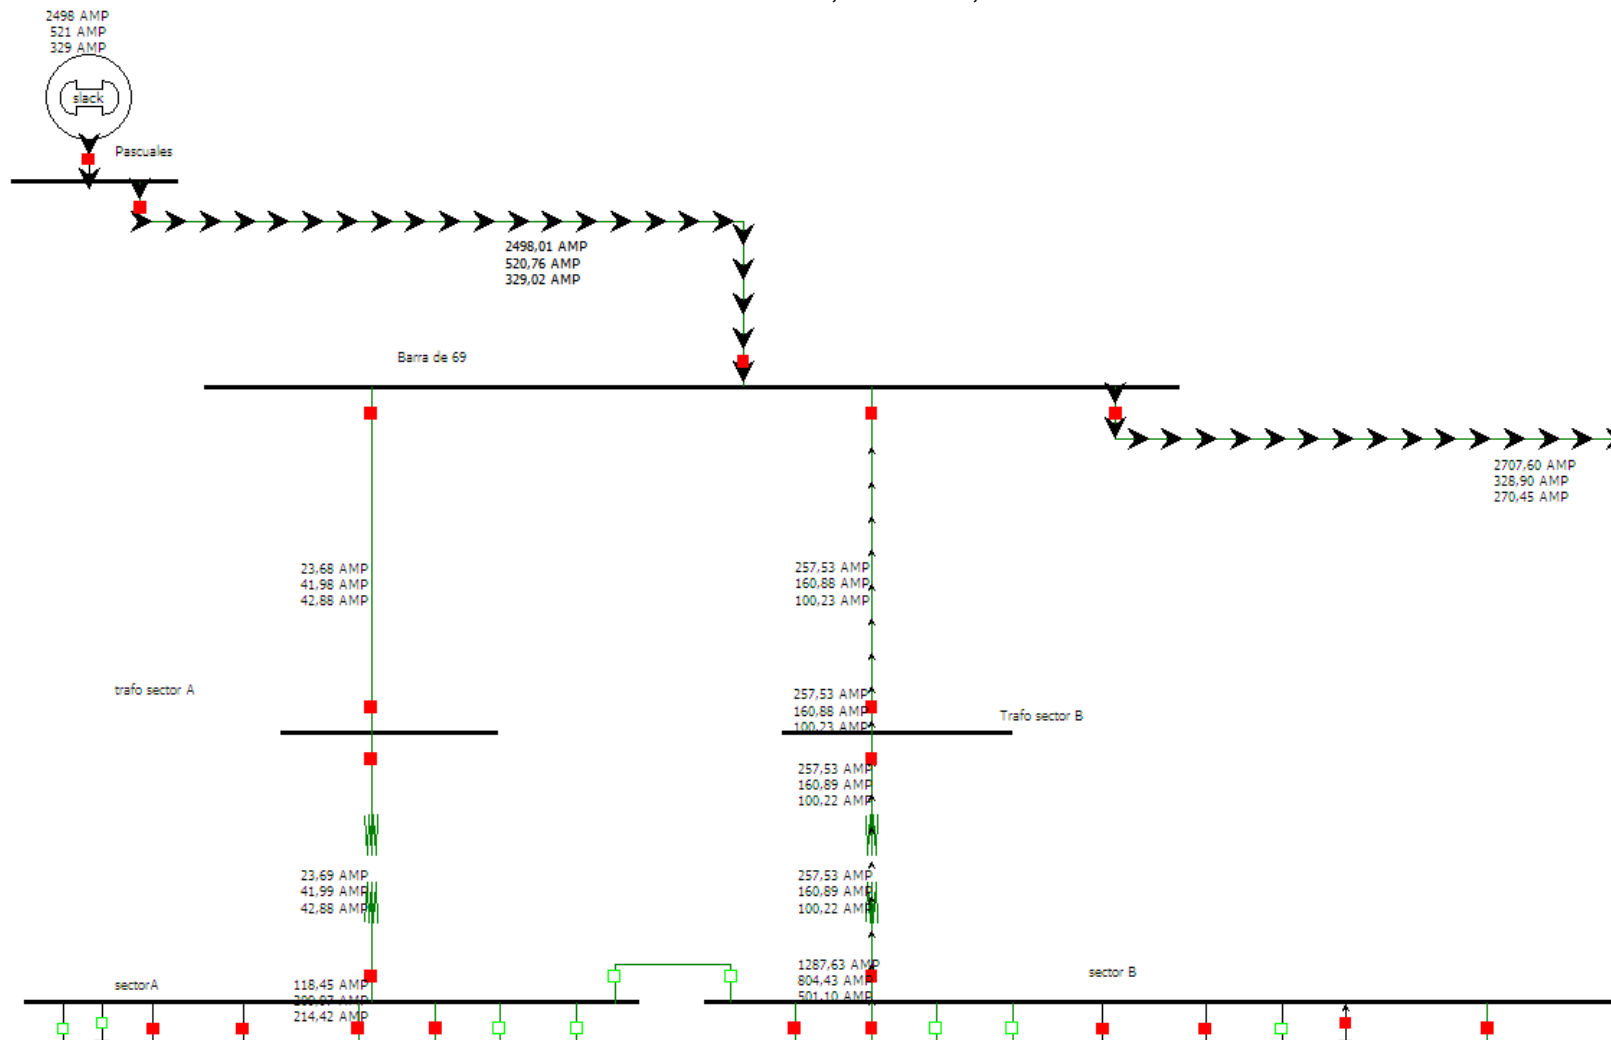 2498 AMP
521 AMP
329 AMP
slack
Pascuales
2498,01 AMP
520,76 AMP
329,02 AMP
Barra de 69
2707,60 AMP
328,90 AMP
270,45 AMP
23,68 AMP
41,98 AMP
42,88 AMP
257,53 AMP
160,88 AMP
100,23 AMP
trafo sector A
257,53 AMP
160,88 AMP
100,23 AMP
Trafo sector B
257,53 AMP
160,89 AMP
100,22 AMP
23,69 AMP
41,99 AMP
42,88 AMP
257,53 AMP
160,89 AMP
100,22 AMP
sectorA
118,45 AMP
AMP
214,42 AMP
1287,63 AMP
804,43 AMP
501,10 AMP
sector B